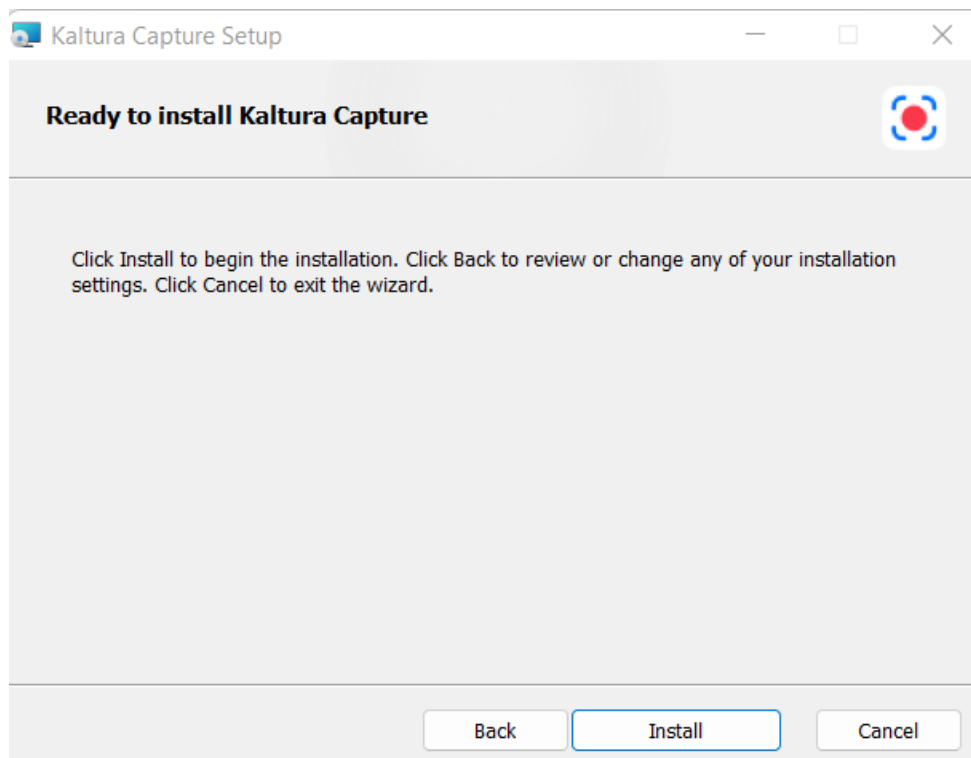 Kaltura Capture Setup
Ready to install Kaltura Capture
Click Install to begin the installation. Click Back to review or change any of your installation
settings. Click Cancel to exit the wizard.
Back Install Cancel